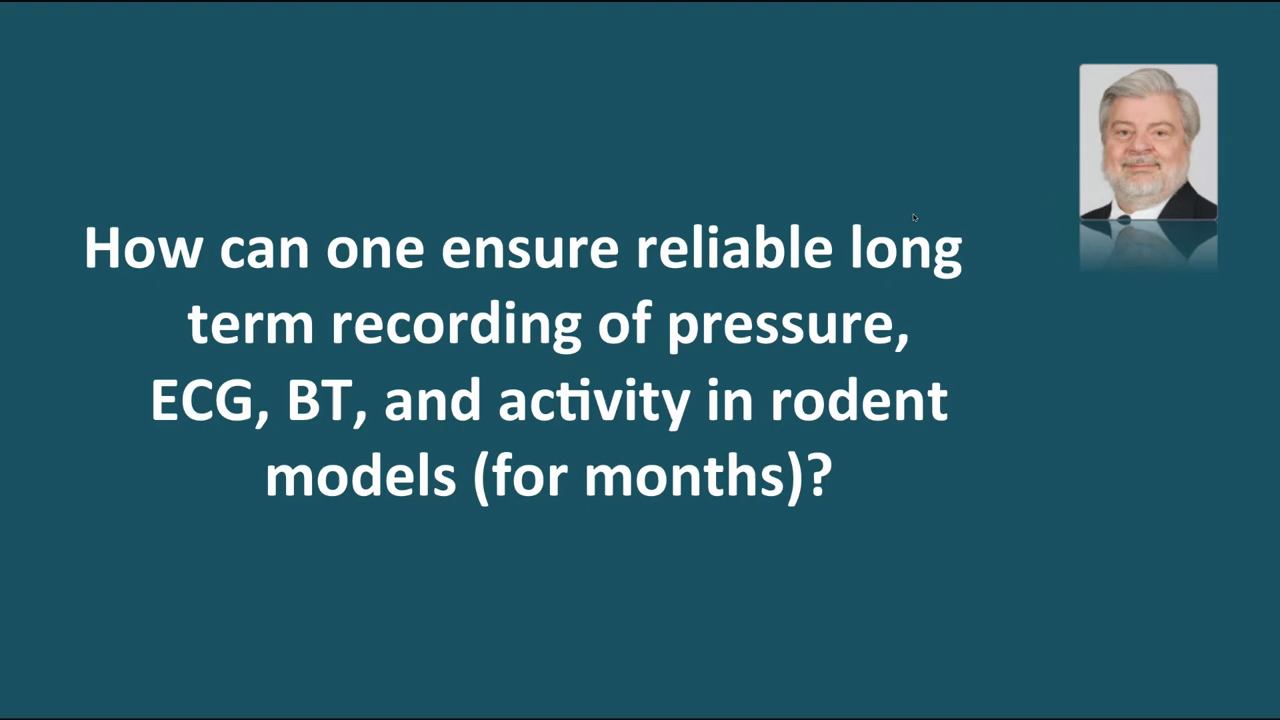 How can one ensure reliable long
term recording of pressure,
ECG, BT, and activity in rodent
models (for months)?